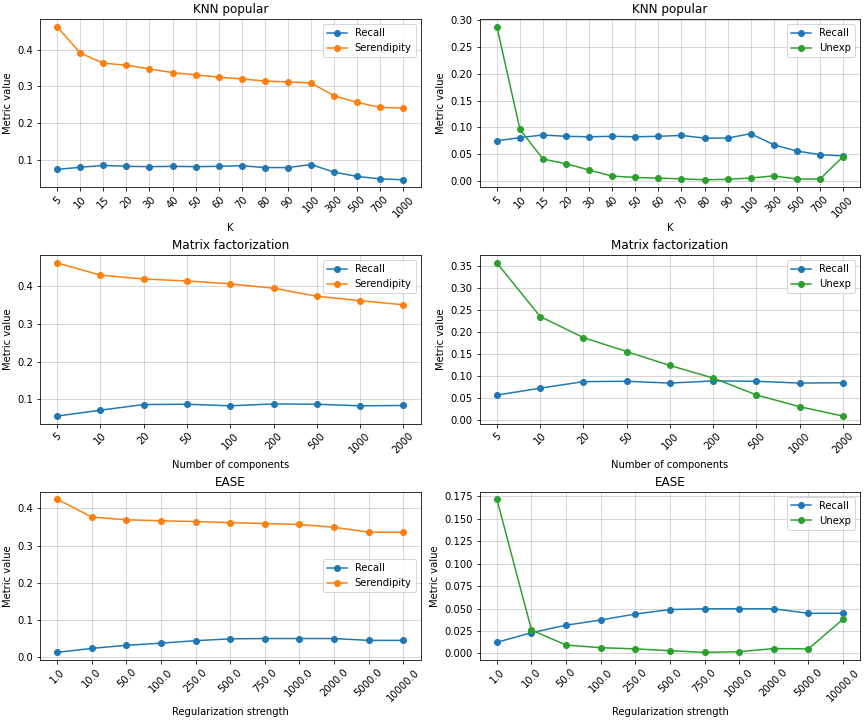 KNN popular
Metric value
0.4
0.3
0.2
0.1
Recall
Serendipity
5 10 15 20 30 40 50 60 70 80 90 100 300 500 700 1000
K
KNN popular
Metric value
0.30
0.25
0.20
0.15
0.10
0.05
0.00
Recall
Unexp
5 10 15 20 30 40 50 60 70 80 90 100 300 500 700 1000
K
Matrix factorization
Metric value
0.4
0.3
0.2
0.1
Recall
Serendipity
5 10 20 50 100 200 500 1000 2000
Number of components
Matrix factorization
Metric value
0.35
0.30
0.25
0.20
0.15
0.10
0.05
0.00
Recall
Unexp
5 10 20 50 100 200 500 1000 2000
Number of components
EASE
Metric value
0.4
0.3
0.2
0.1
0.0
Recall
Serendipity
1.0 10.0 50.0 100.0 250.0 500.0 750.0 1000.0 2000.0 5000.0 10000.0
Regularization strength
EASE
Metric value
0.175
0.150
0.125
0.100
0.075
0.050
0.025
0.000
Recall
Unexp
1.0 10.0 50.0 100.0 250.0 500.0 750.0 1000.0 2000.0 5000.0 10000.0
Regularization strength